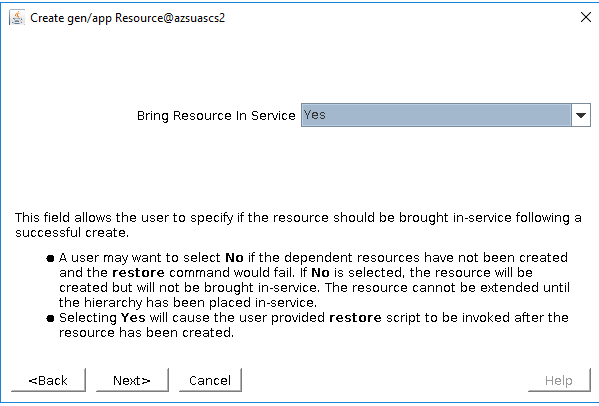 Create gen/app Resource@azsuascs2
Bring Resource In Service Yes
This field allows the user to specify if the resource should be brought in-service following a
successful create.
● A user may want to select No if the dependent resources have not been created
and the restore command would fail. If No is selected, the resource will be
created but will not be brought in-service. The resource cannot be extended until
the hierarchy has been placed in-service.
● Selecting Yes will cause the user provided restore script to be invoked after the
resource has been created.
<Back Next> Cancel Help